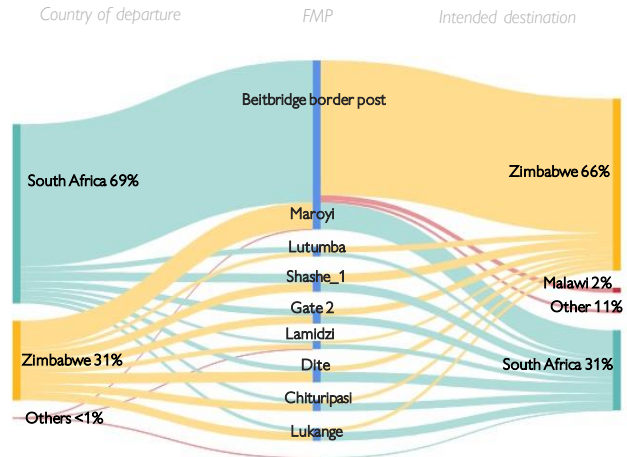 Country of departure
FMP
Intended destination
Beitbridge border post
Zimbabwe 66%
South Africa 69%
Maroyi
Lutumba
Shashe_1
Malawi 2%
Gate 2
Other 11%
Lamidzi
Zimbabwe 31%
Dite
South Africa 31%
Chituripasi
Others <1%
Lukange